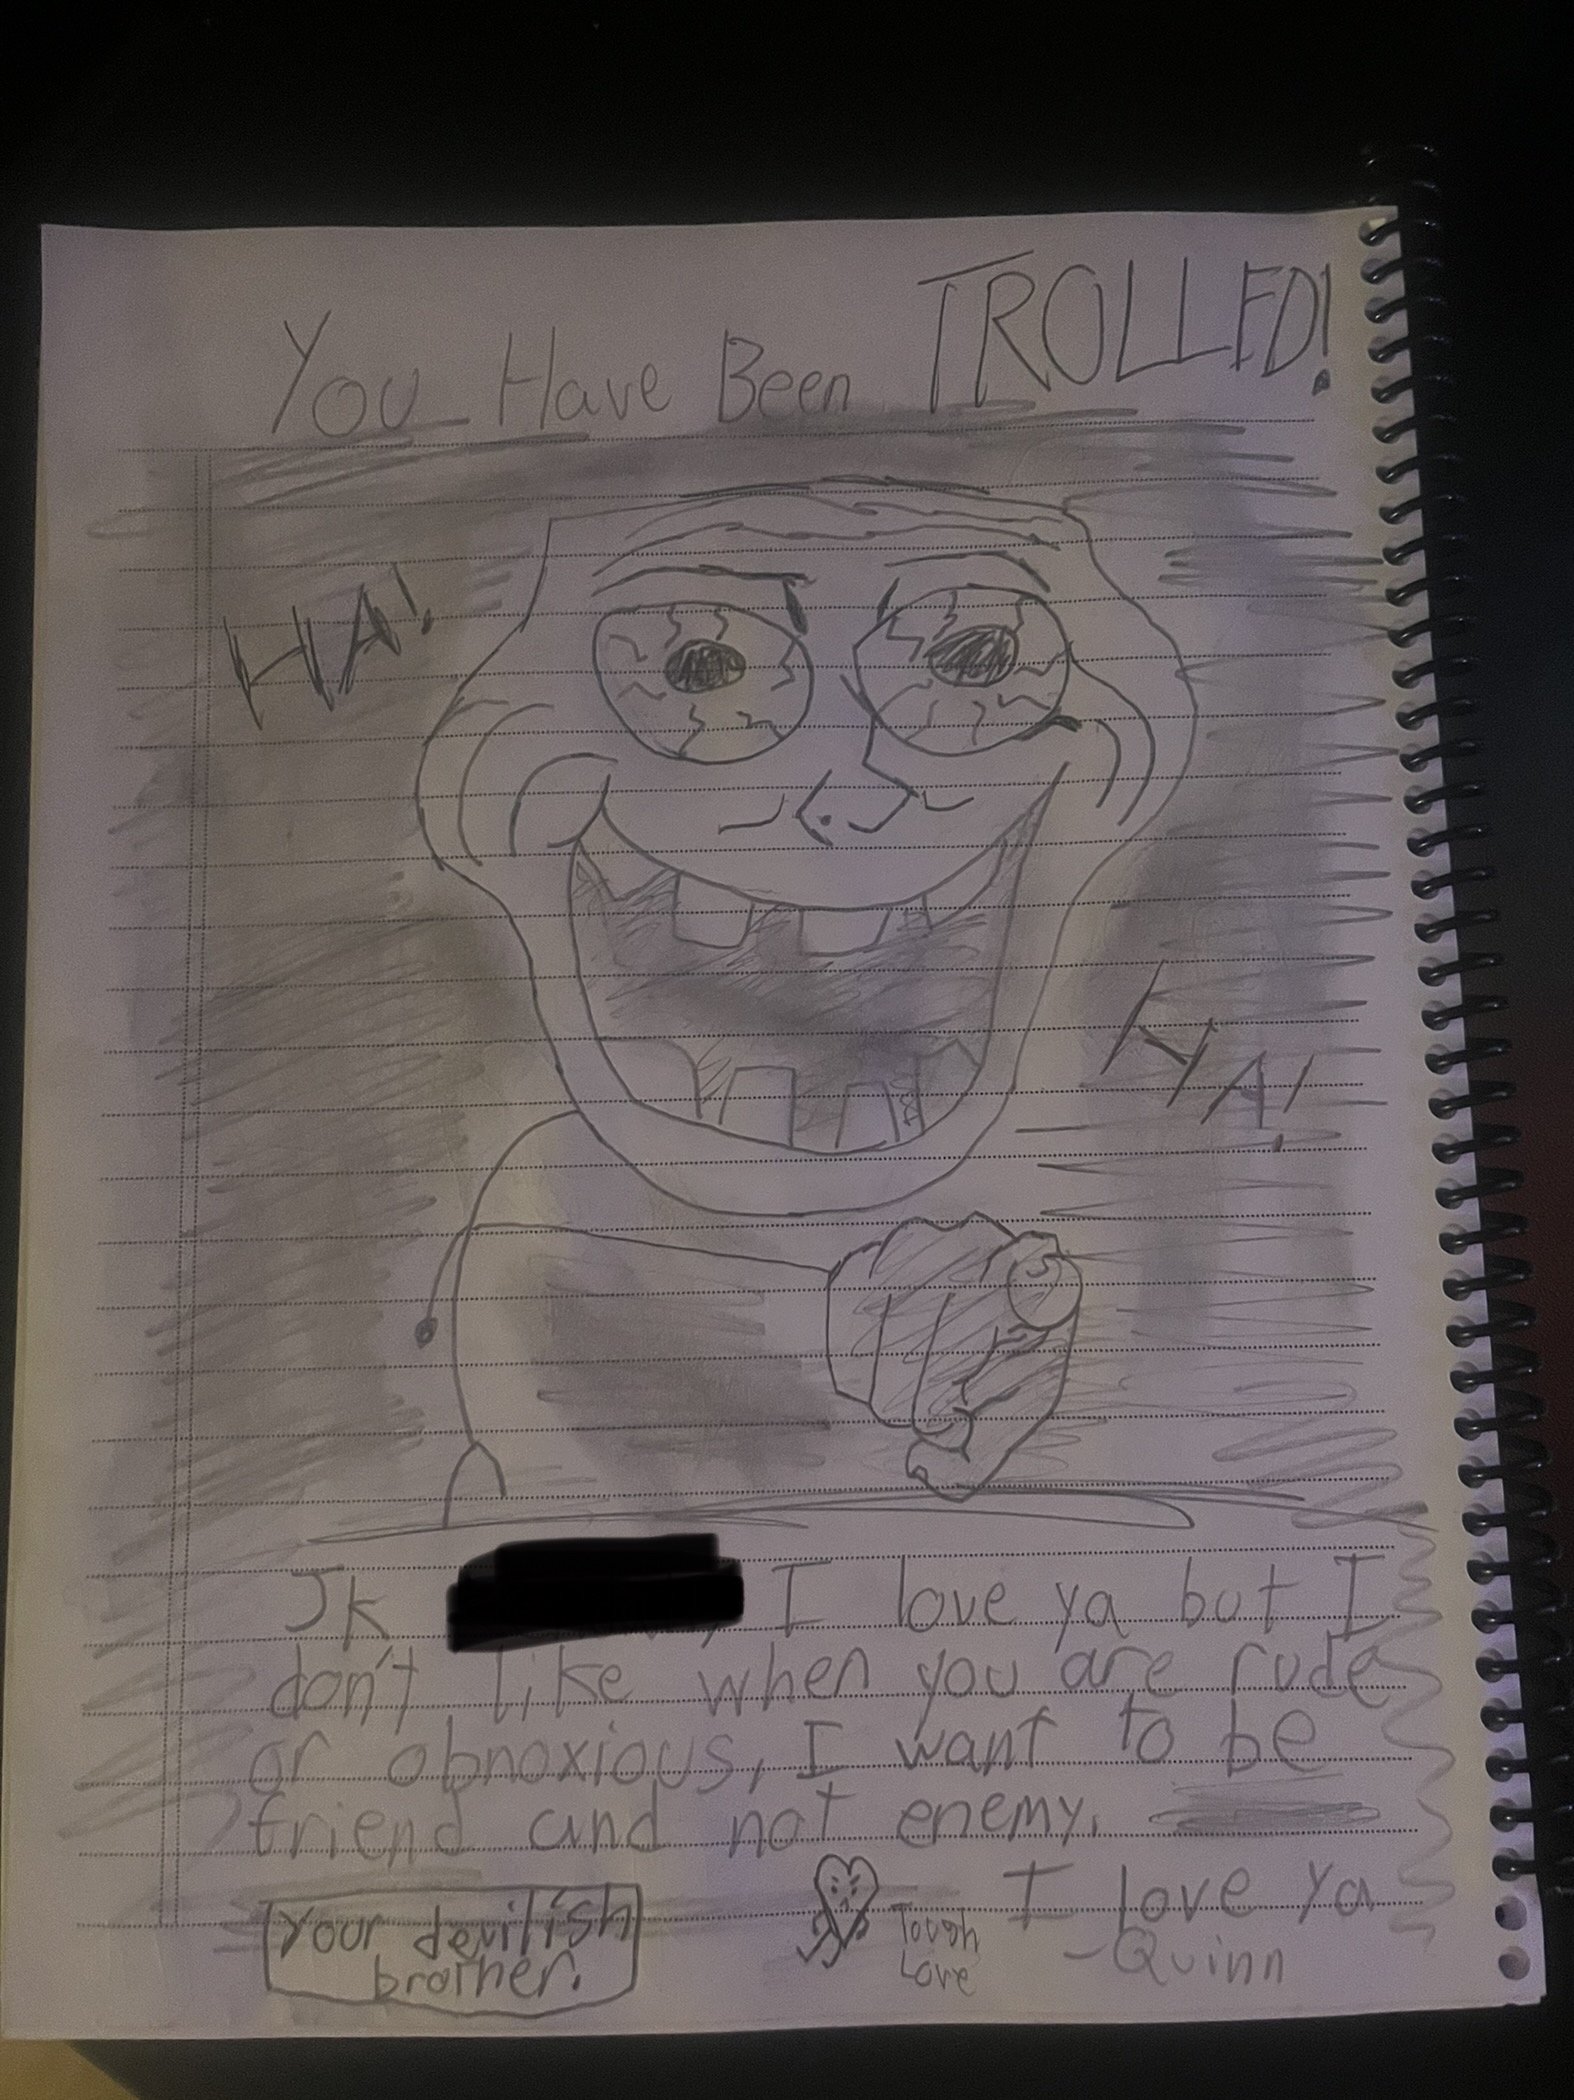 You Have Been TROLLED!
HA!
HA!
Jk , I love ya but I
don't like when you are rude
or obnoxious, I want to be
friend and not enemy.
I love ya
Tough
Love
-Quinn
Your devilish
brother.